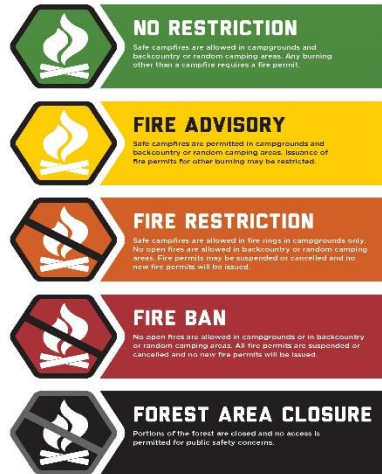 NO RESTRICTION
Safe campfires are allowed in campgrounds and
backcountry or random camping areas. Any burning
other than a campfire requires a fire permit.
FIRE ADVISORY
Safe campfires are permitted in campgrounds and
backcountry or random camping areas. Issuance of
fire permits for other burning may be restricted.
FIRE RESTRICTION
Safe campfires are allowed in fire rings in campgrounds only.
No open fires are allowed in backcountry or random camping
areas. Fire permits may be suspended or cancelled and no
new fire permits will be issued.
FIRE BAN
No open fires are allowed in campgrounds or in backcountry
or random camping areas. All fire permits are suspended or
cancelled and no new fire permits will be issued.
FOREST AREA CLOSURE
Portions of the forest are closed and no access is
permitted for public safety concerns.